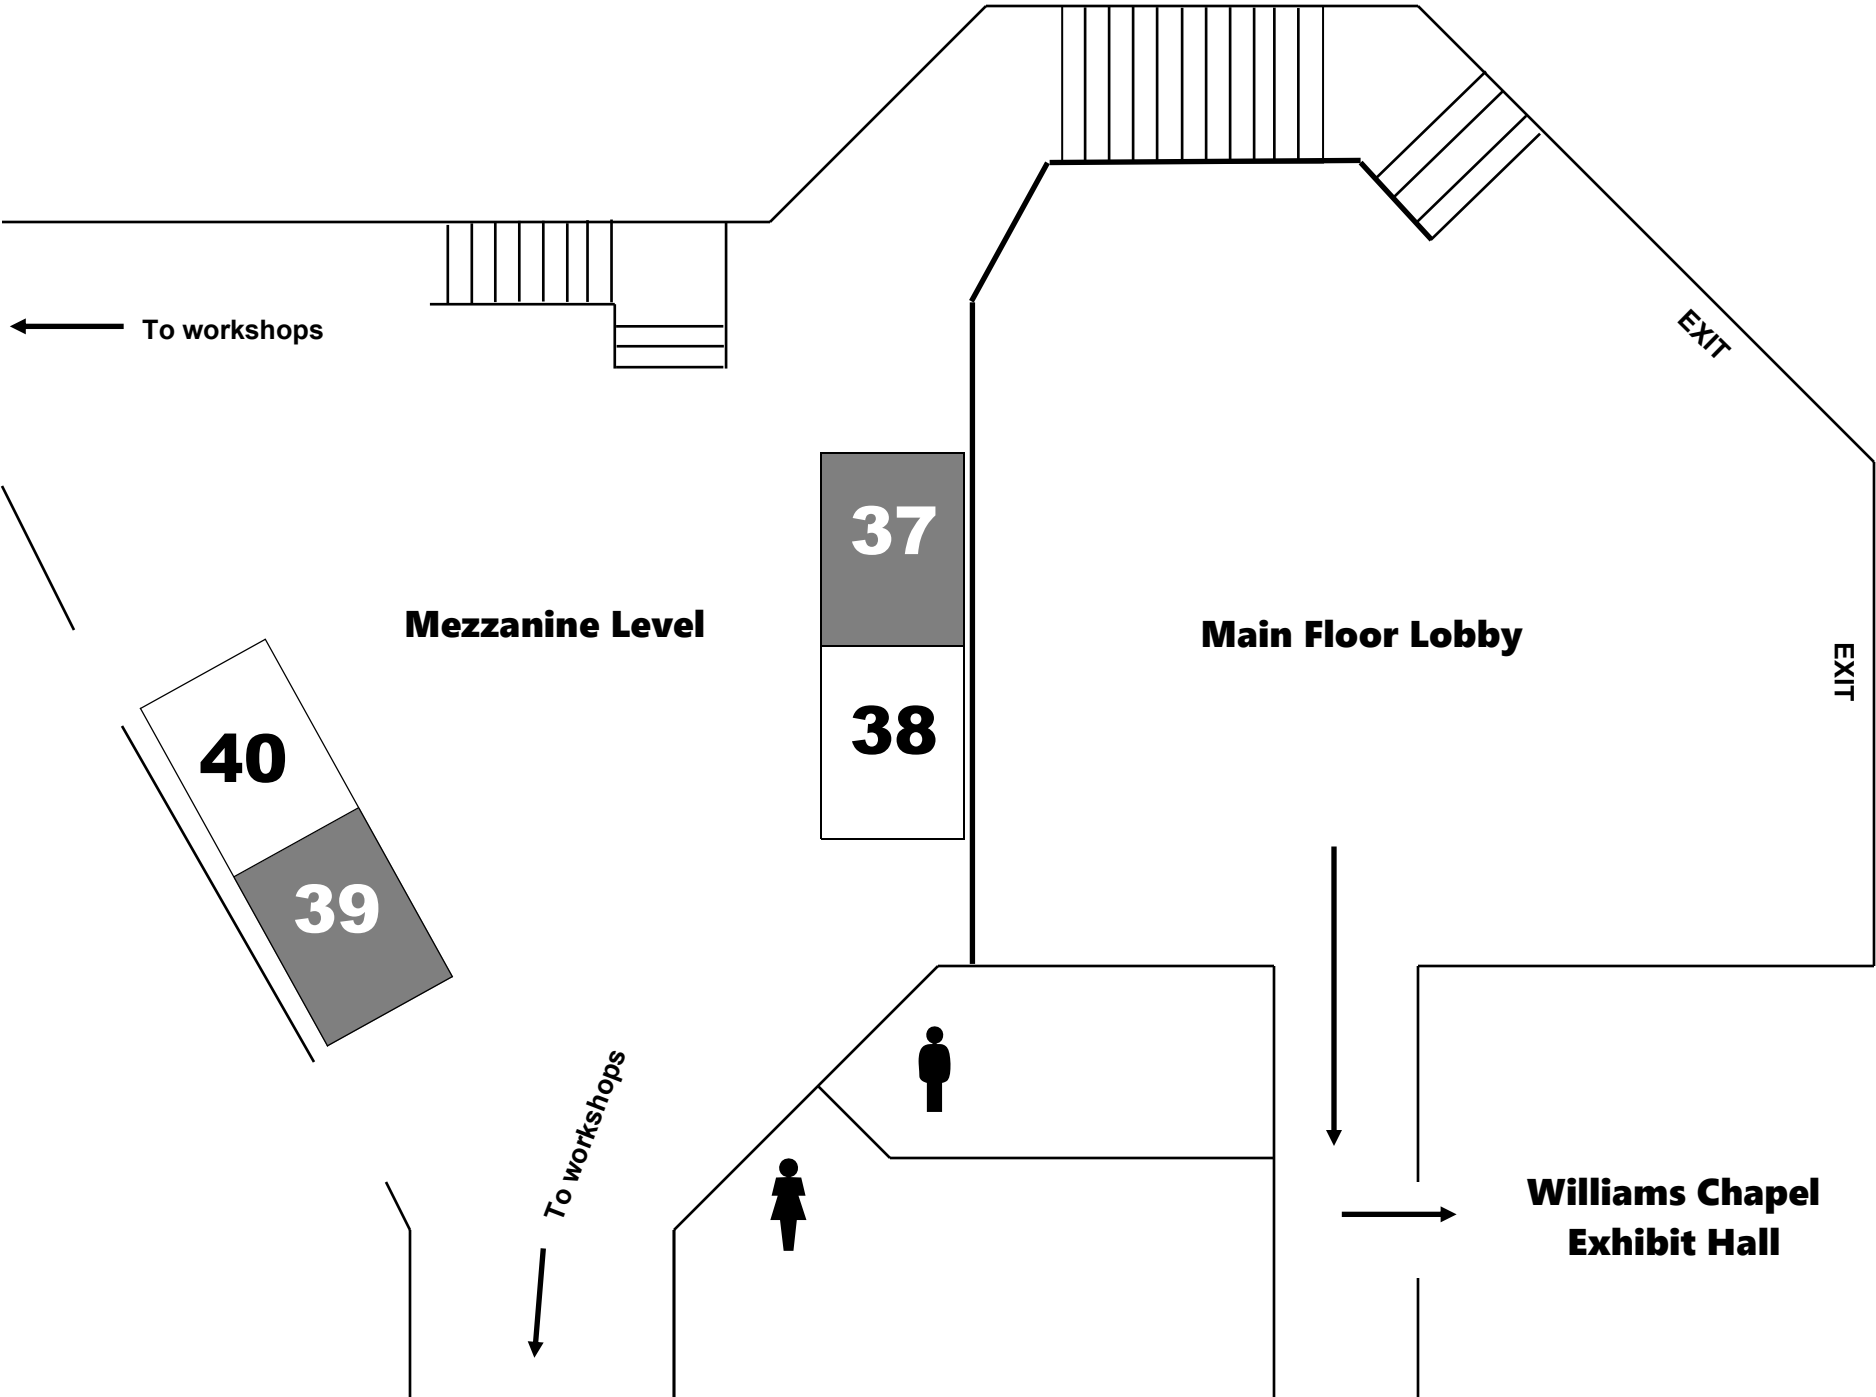 EXIT
To workshops
37
Mezzanine Level
Main Floor Lobby
EXIT
38
40
39
To workshops
Williams Chapel
Exhibit Hall